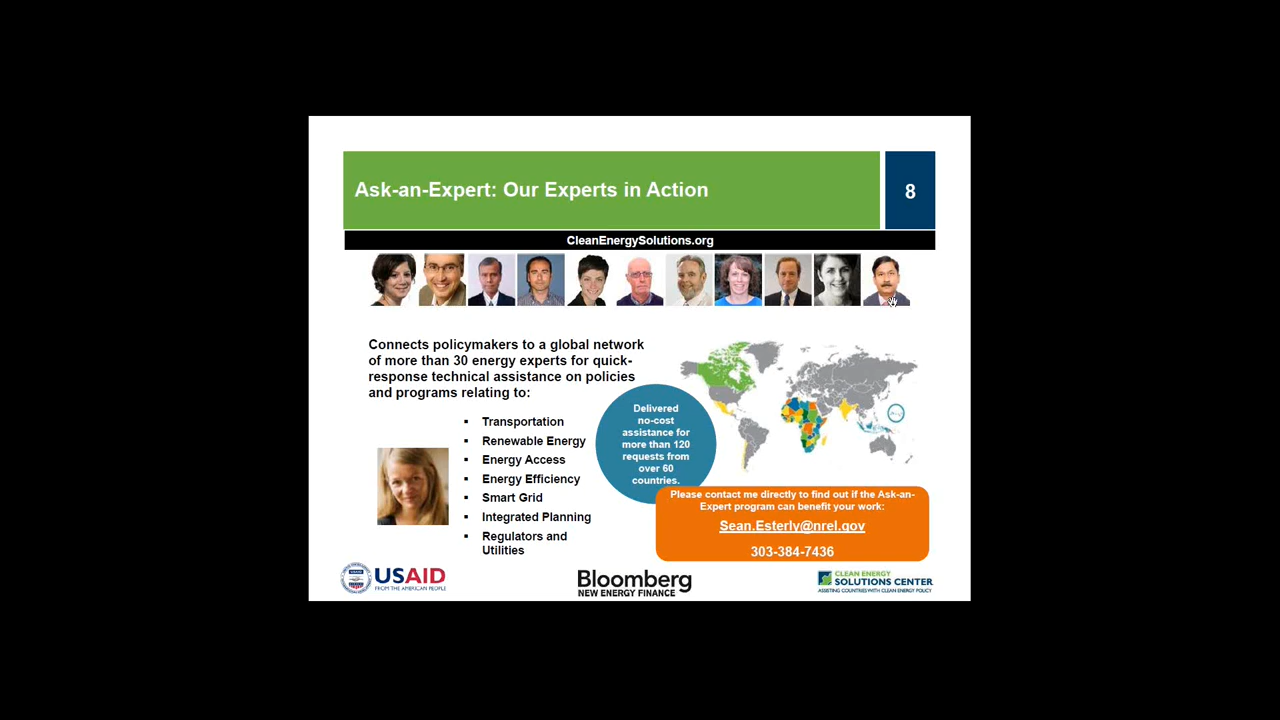 Ask-an-Expert: Our Experts in Action
8
CleanEnergySolutions.org
Connects policymakers to a global network
of more than 30 energy experts for quick-
response technical assistance on policies
and programs relating to:
▪ Transportation
▪ Renewable Energy
▪ Energy Access
▪ Energy Efficiency
▪ Smart Grid
▪ Integrated Planning
▪ Regulators and
Utilities
Delivered
no-cost
assistance for
more than 120
requests from
over 60
countries.
Please contact me directly to find out if the Ask-an-
Expert program can benefit your work:
Sean.Esterly@nrel.gov
303-384-7436
USAID
FROM THE AMERICAN PEOPLE
Bloomberg
NEW ENERGY FINANCE
CLEAN ENERGY
SOLUTIONS CENTER
ASSISTING COUNTRIES WITH CLEAN ENERGY POLICY